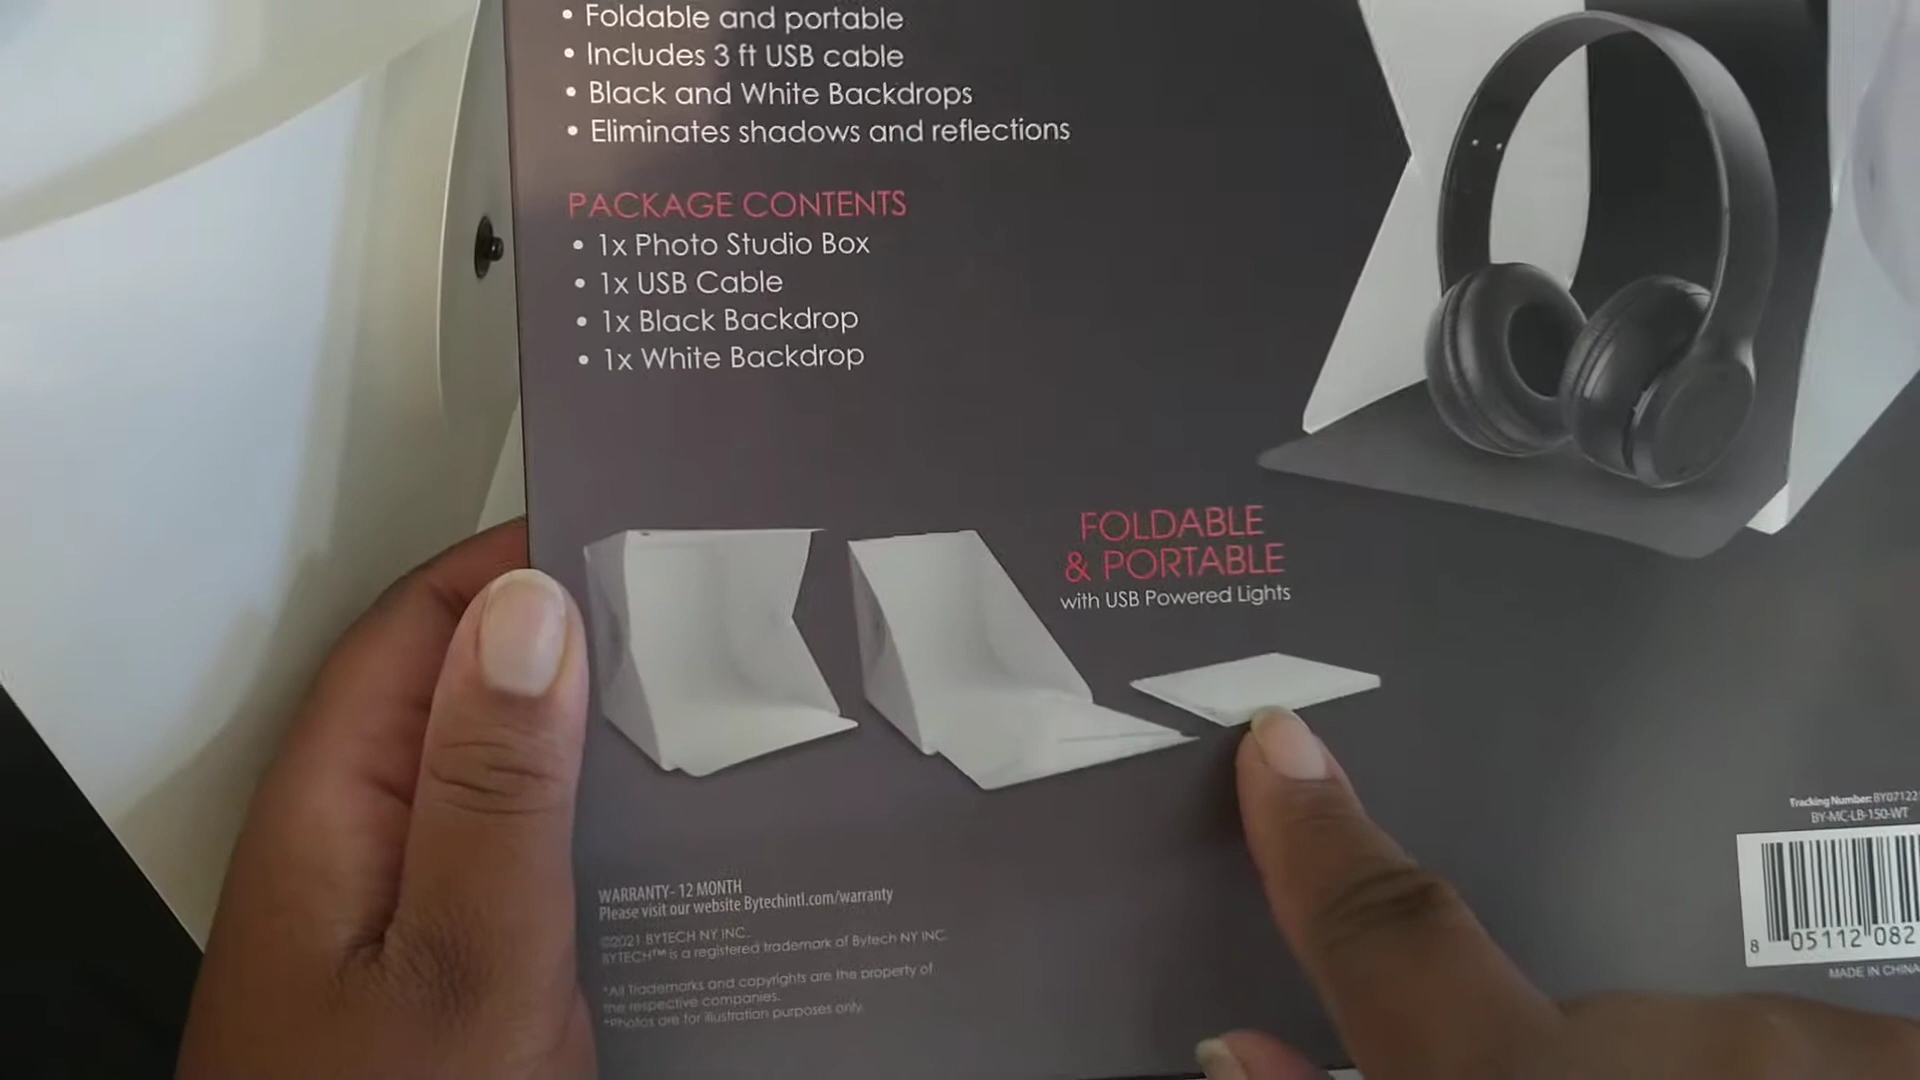 • Foldable and portable
• Includes 3 ft USB cable
• Black and White Backdrops
• Eliminates shadows and reflections
PACKAGE CONTENTS
• 1x Photo Studio Box
• 1x USB Cable
• 1x Black Backdrop
• 1x White Backdrop
FOLDABLE
& PORTABLE
with USB Powered Lights
WARRANTY- 12 MONTH
Please visit our website Bytechintl.com/warranty
©2021 BYTECH NY INC.
BYTECH™ is a registered trademark of Bytech NY INC.
*All trademarks and copyrights are the property of
the respective companies.
*Photos are for illustration purposes only.
Tracking Number: BY07122
BY-MC-LB-150-WT
8 05112 082
MADE IN CHINA